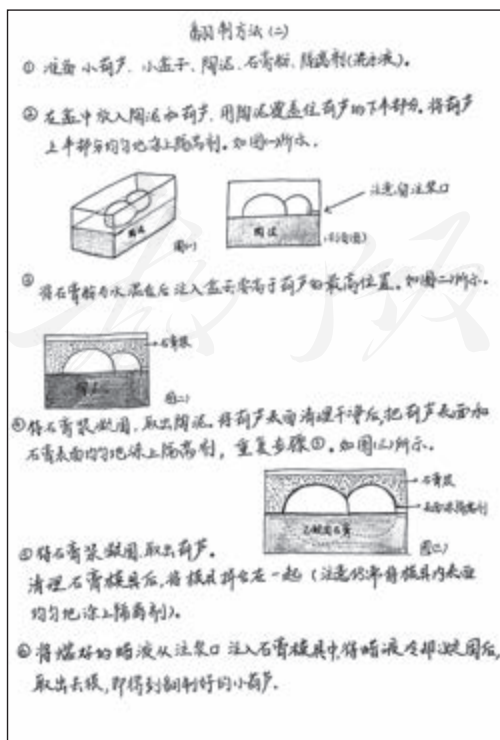 翻制方法(二)
① 准备小葫芦、小盒子、陶泥、石膏粉、隔离剂(洗洁液)。
② 在盒中放入陶泥和葫芦,用陶泥覆盖住葫芦的下半部分。将葫芦
上半部分均匀地涂上隔离剂。如图(一)所示。
注意留注浆口
陶泥
陶泥
图(一)
③ 将石膏粉与水混合后注入盒子要高于葫芦的最高位置。如图(二)所示。
石膏浆
陶泥
图(二)
④ 待石膏浆凝固,取出陶泥。将葫芦表面清理干净后,把葫芦表面和
石膏表面均匀地涂上隔离剂,重复步骤③。如图(三)所示。
石膏浆
表面涂隔离剂
已凝固石膏
图(三)
⑤ 待石膏浆凝固,取出葫芦。
清理石膏模具后,将模具拼合在一起(注意仍需将模具内表面
均匀地涂上隔离剂)。
⑥ 将熔好的蜡液从注浆口注入石膏模具中,待蜡液冷却凝固后,
取出去模,即得到翻制好的小葫芦。